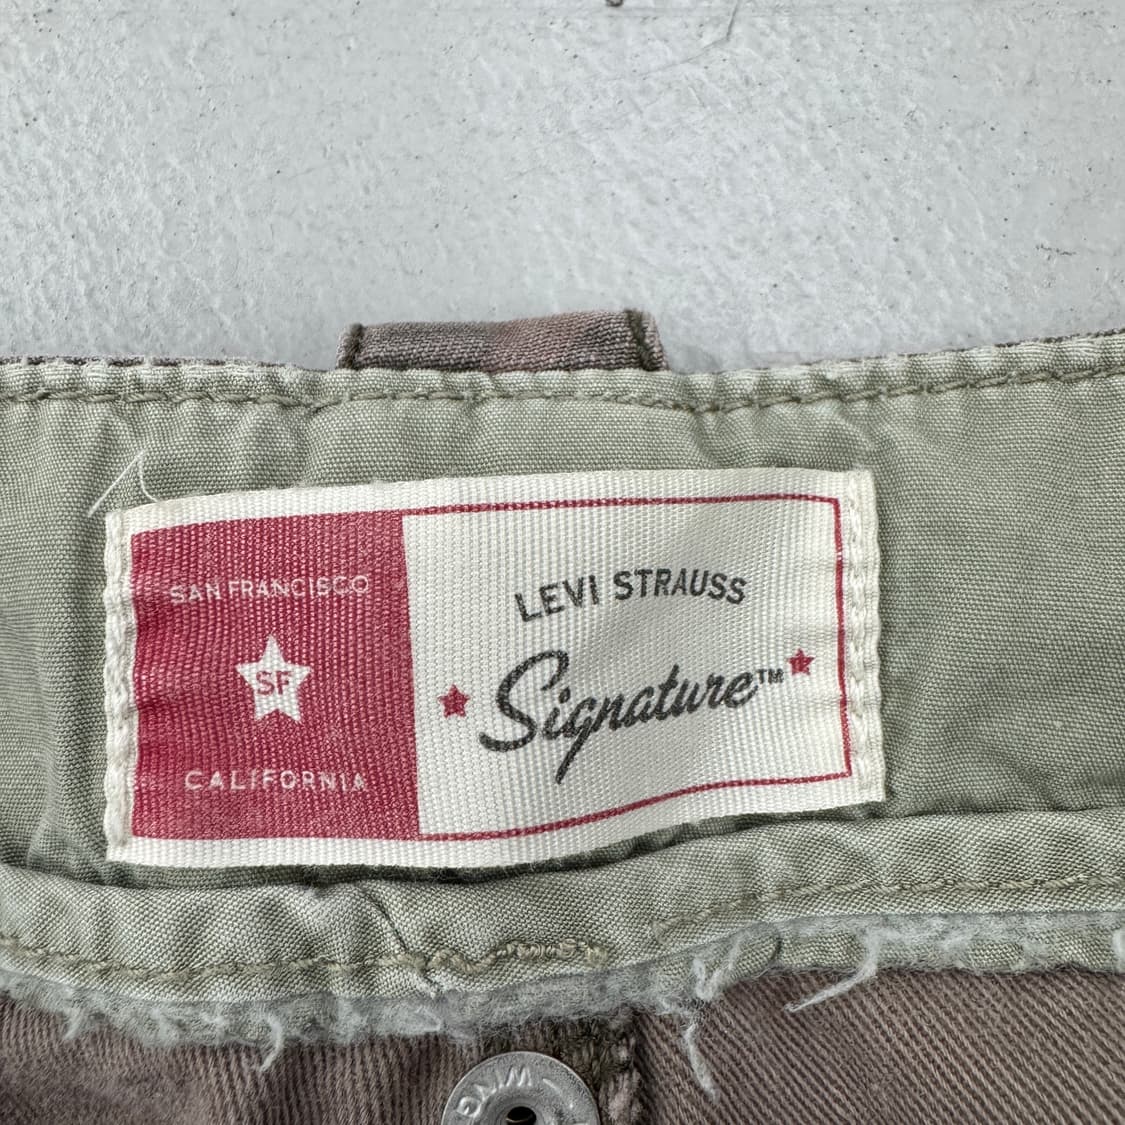 SAN FRANCISCO
SF
CALIFORNIA
LEVI STRAUSS
Signature™